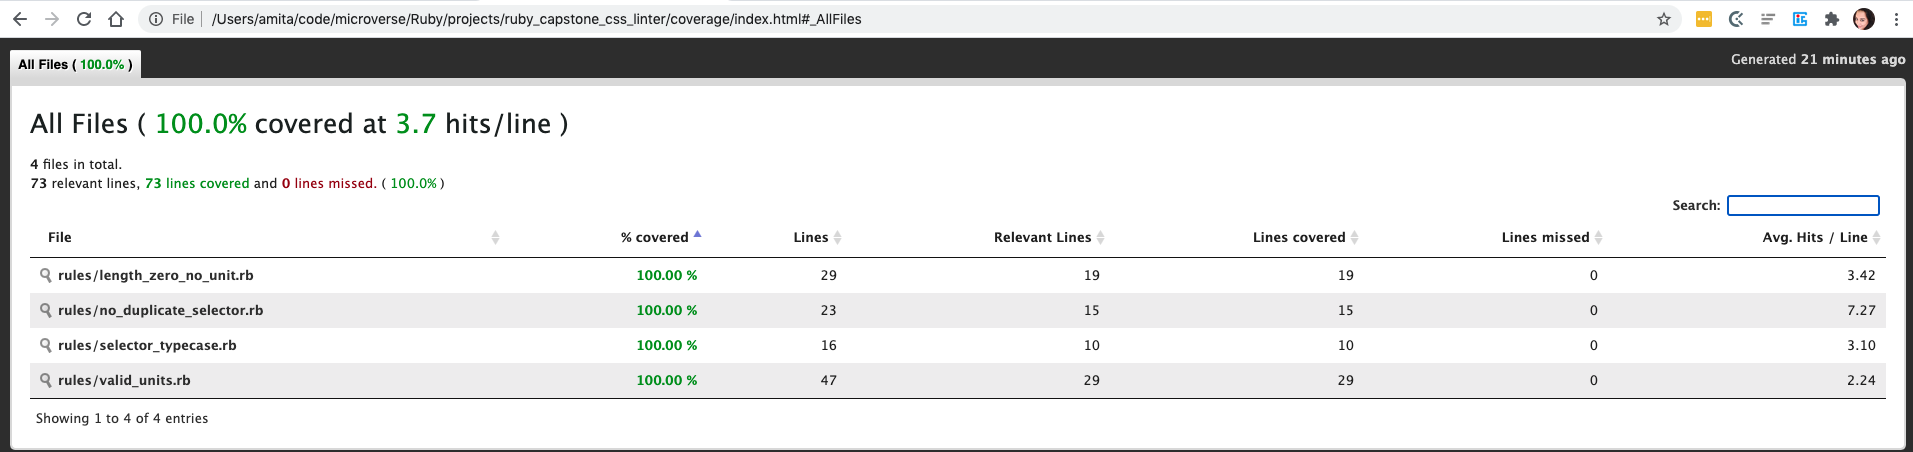 File | /Users/amita/code/microverse/Ruby/projects/ruby_capstone_css_linter/coverage/index.html#_AllFiles
All Files ( 100.0% )
Generated 21 minutes ago
All Files ( 100.0% covered at 3.7 hits/line )
4 files in total.
73 relevant lines, 73 lines covered and 0 lines missed. ( 100.0% )
Search:
File % covered Lines Relevant Lines Lines covered Lines missed Avg. Hits / Line
rules/length_zero_no_unit.rb 100.00 % 29 19 19 0 3.42
rules/no_duplicate_selector.rb 100.00 % 23 15 15 0 7.27
rules/selector_typecase.rb 100.00 % 16 10 10 0 3.10
rules/valid_units.rb 100.00 % 47 29 29 0 2.24
Showing 1 to 4 of 4 entries